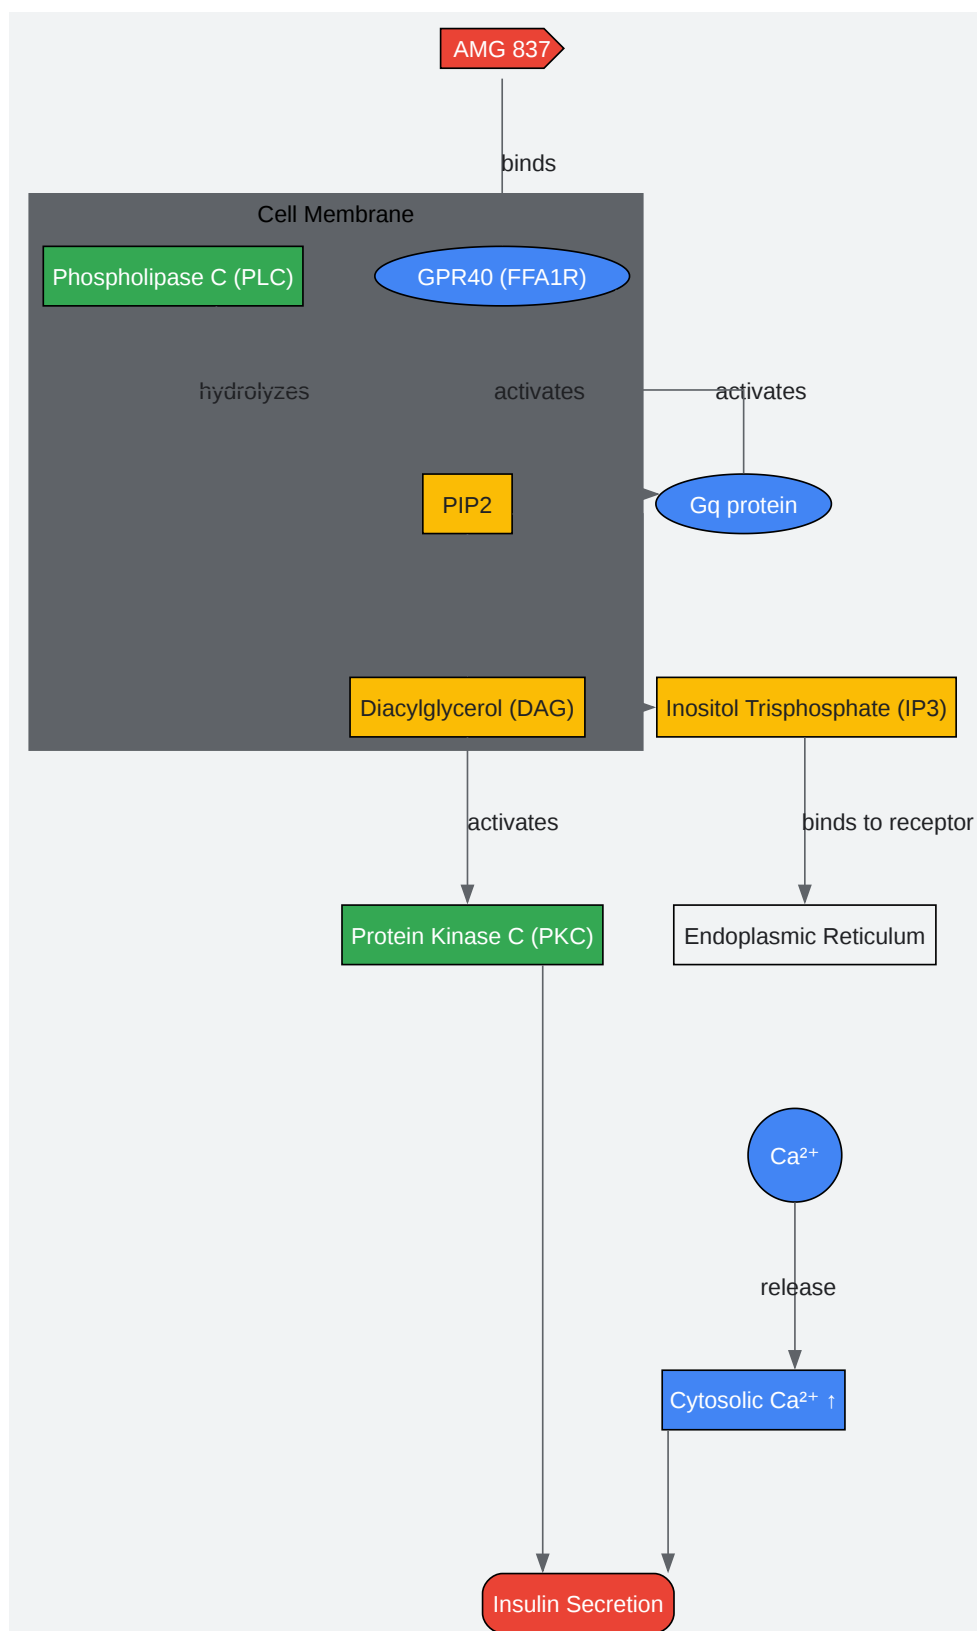 AMG 837
binds
Cell Membrane
Phospholipase C (PLC)
GPR40 (FFA1R)
hydrolyzes
activates
activates
PIP2
Gq protein
Diacylglycerol (DAG)
Inositol Trisphosphate (IP3)
activates
binds to receptor
Protein Kinase C (PKC)
Endoplasmic Reticulum
Ca²⁺
release
Cytosolic Ca²⁺ ↑
Insulin Secretion